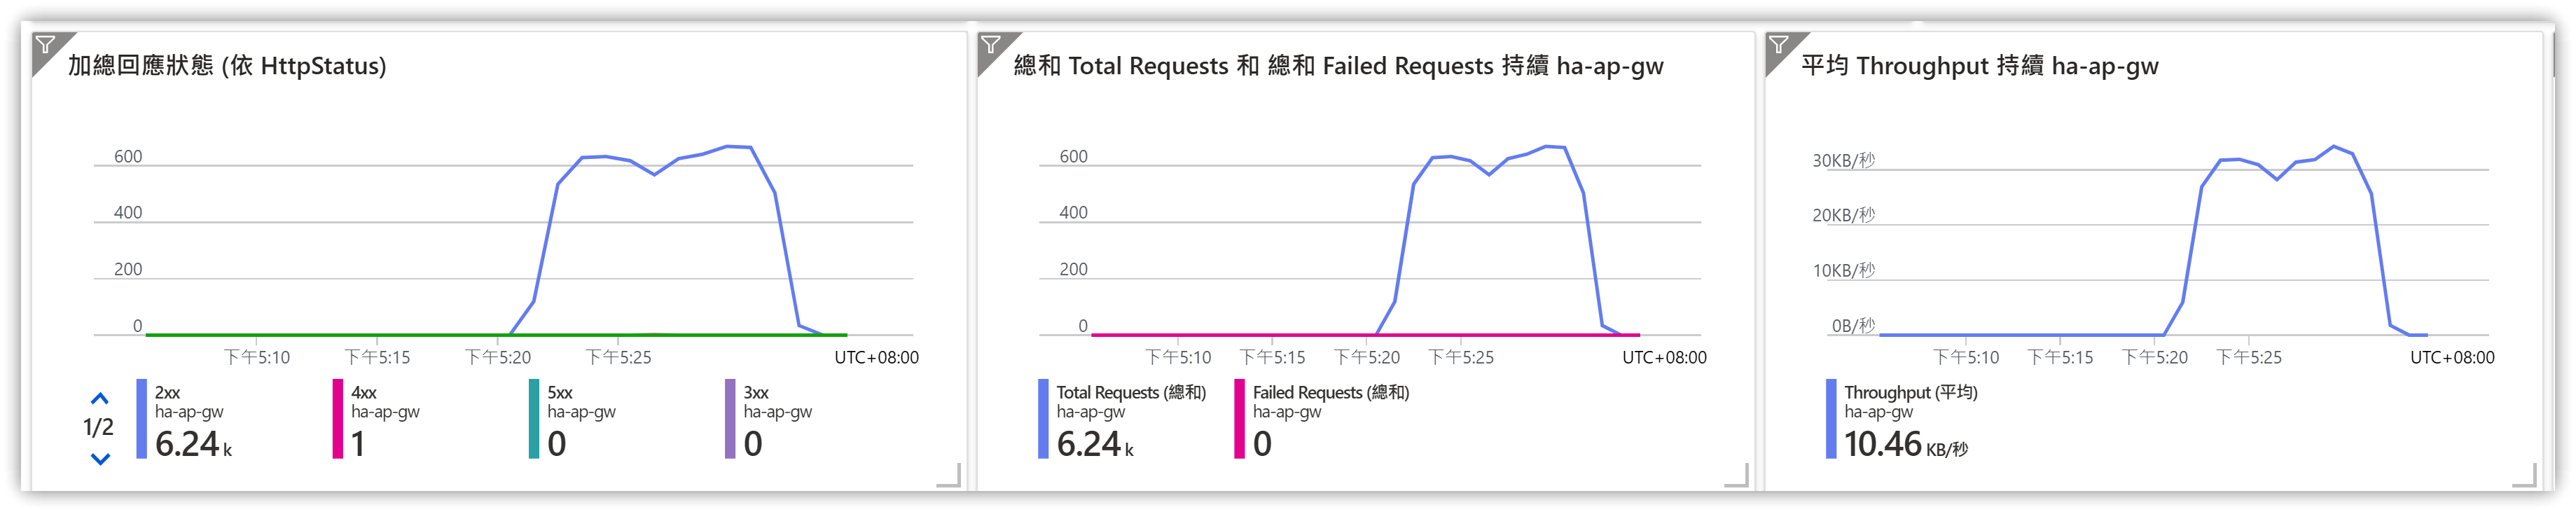 加總回應狀態 (依 HttpStatus)
600
400
200
0
下午5:10
下午5:15
下午5:20
下午5:25
UTC+08:00
1/2
2xx
ha-ap-gw
6.24 k
4xx
ha-ap-gw
1
5xx
ha-ap-gw
0
3xx
ha-ap-gw
0
總和 Total Requests 和 總和 Failed Requests 持續 ha-ap-gw
600
400
200
0
下午5:10
下午5:15
下午5:20
下午5:25
UTC+08:00
Total Requests (總和)
ha-ap-gw
6.24 k
Failed Requests (總和)
ha-ap-gw
0
平均 Throughput 持續 ha-ap-gw
30KB/秒
20KB/秒
10KB/秒
0B/秒
下午5:10
下午5:15
下午5:20
下午5:25
UTC+08:00
Throughput (平均)
ha-ap-gw
10.46 KB/秒